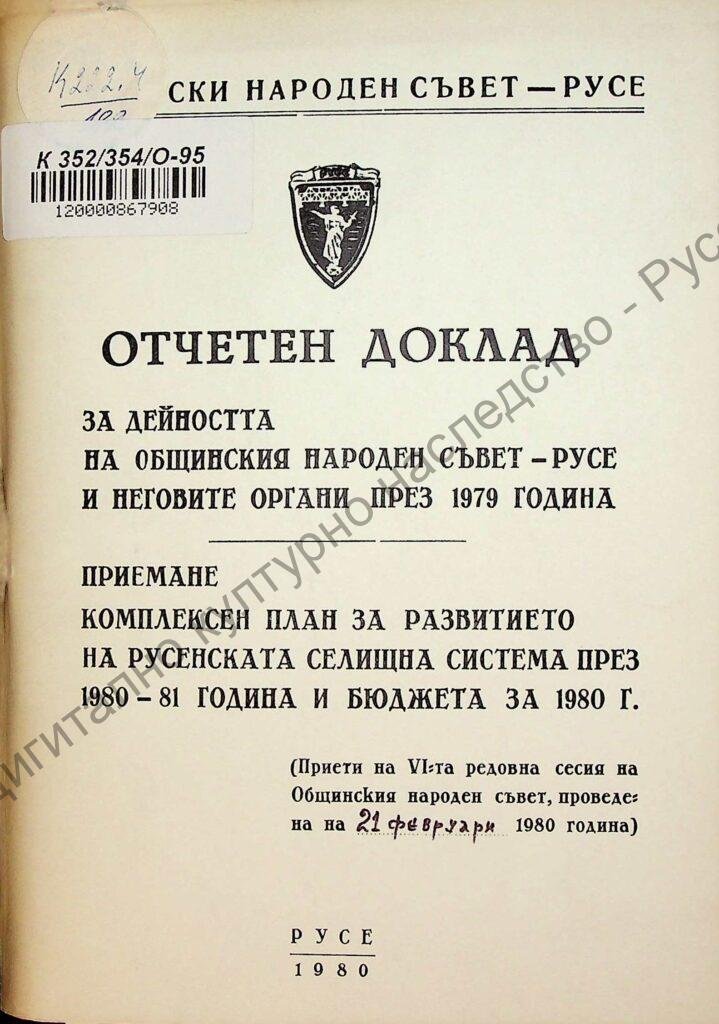 К222.4
СКИ НАРОДЕН СЪВЕТ — РУСЕ
К 352/354/О-95
120000867908
РУСЕ
ОТЧЕТЕН ДОКЛАД
ЗА ДЕЙНОСТТА
НА ОБЩИНСКИЯ НАРОДЕН СЪВЕТ – РУСЕ
И НЕГОВИТЕ ОРГАНИ ПРЕЗ 1979 ГОДИНА
ПРИЕМАНЕ
КОМПЛЕКСЕН ПЛАН ЗА РАЗВИТИЕТО
НА РУСЕНСКАТА СЕЛИЩНА СИСТЕМА ПРЕЗ
1980 – 81 ГОДИНА И БЮДЖЕТА ЗА 1980 Г.
(Приети на VI-та редовна сесия на
Общинския народен съвет, проведе-
на на 21 февруари 1980 година)
РУСЕ
1980
дигитално културно наследство - Русе